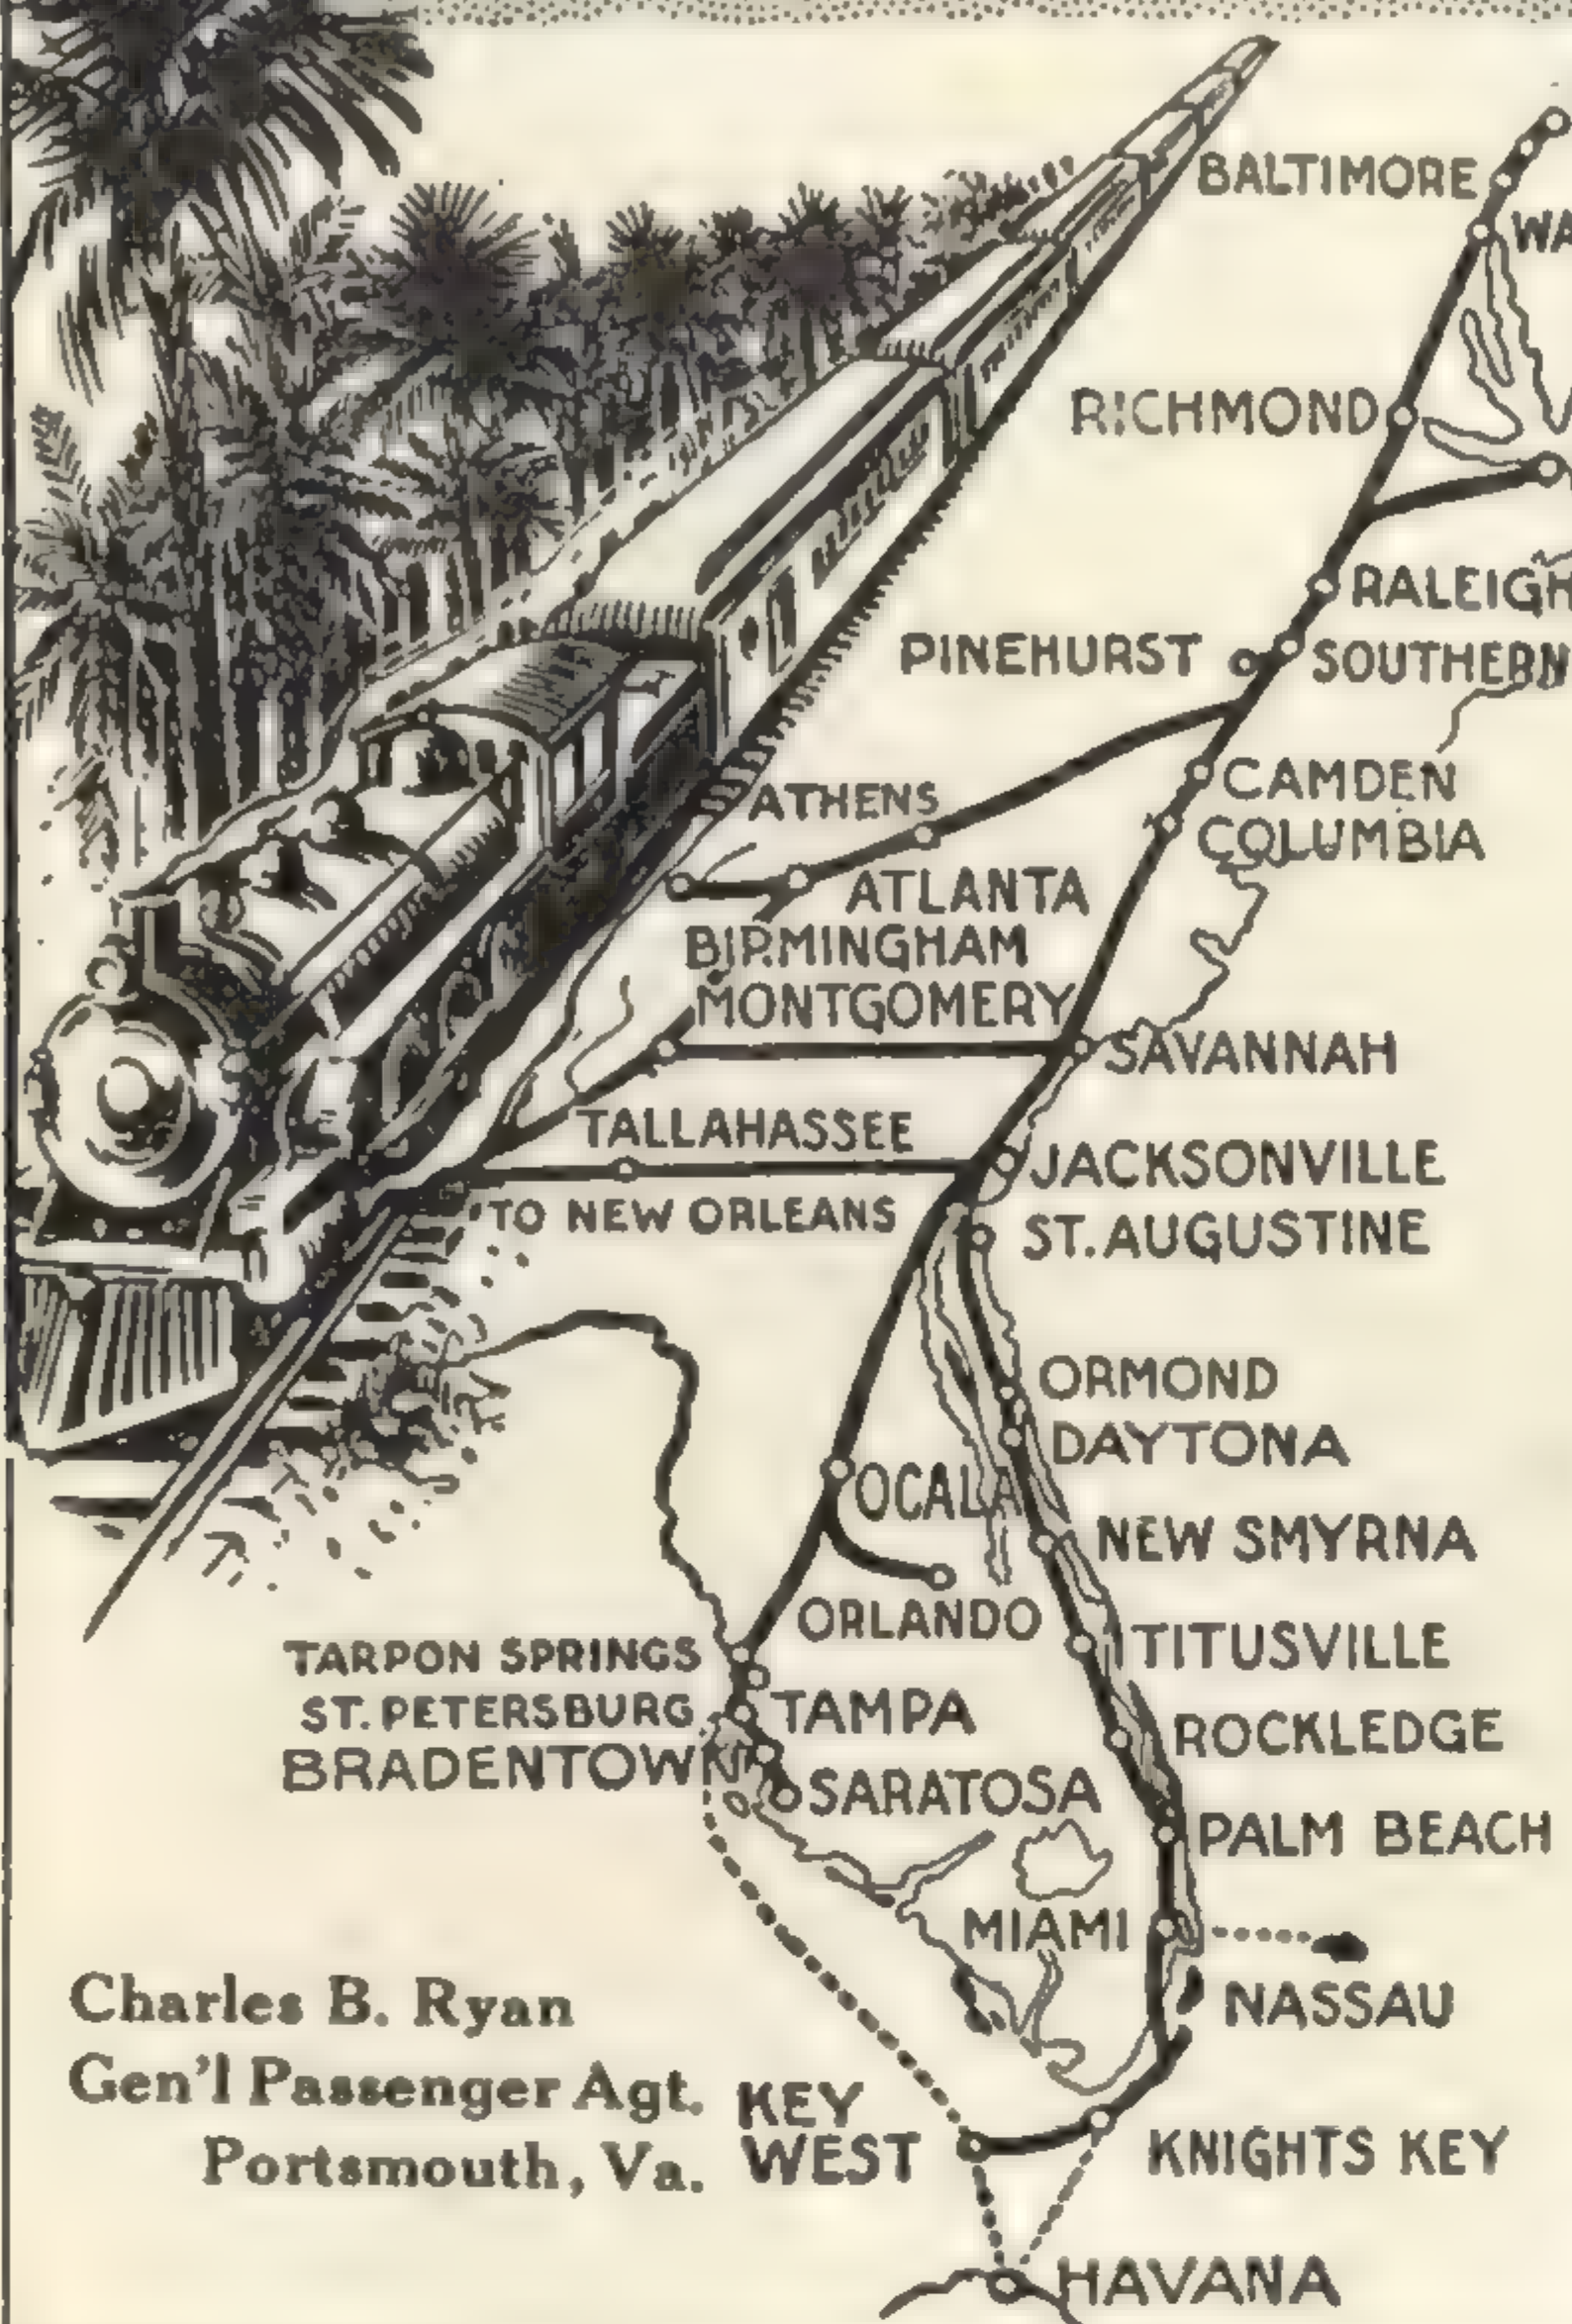 BALTIMORE
WA
RICHMOND
RALEIGH
PINEHURST
SOUTHERN
CAMDEN
ATHENS
COLUMBIA
ATLANTA
BIRMINGHAM
MONTGOMERY
SAVANNAH
TALLAHASSEE
JACKSONVILLE
TO NEW ORLEANS
ST. AUGUSTINE
ORMOND
DAYTONA
OCALA
NEW SMYRNA
ORLANDO
TITUSVILLE
TARPON SPRINGS
ST. PETERSBURG
TAMPA
ROCKLEDGE
BRADENTOWN
SARATOSA
PALM BEACH
MIAMI
NASSAU
Charles B. Ryan
Gen'l Passenger Agt.
Portsmouth, Va.
KEY
WEST
KNIGHTS KEY
HAVANA